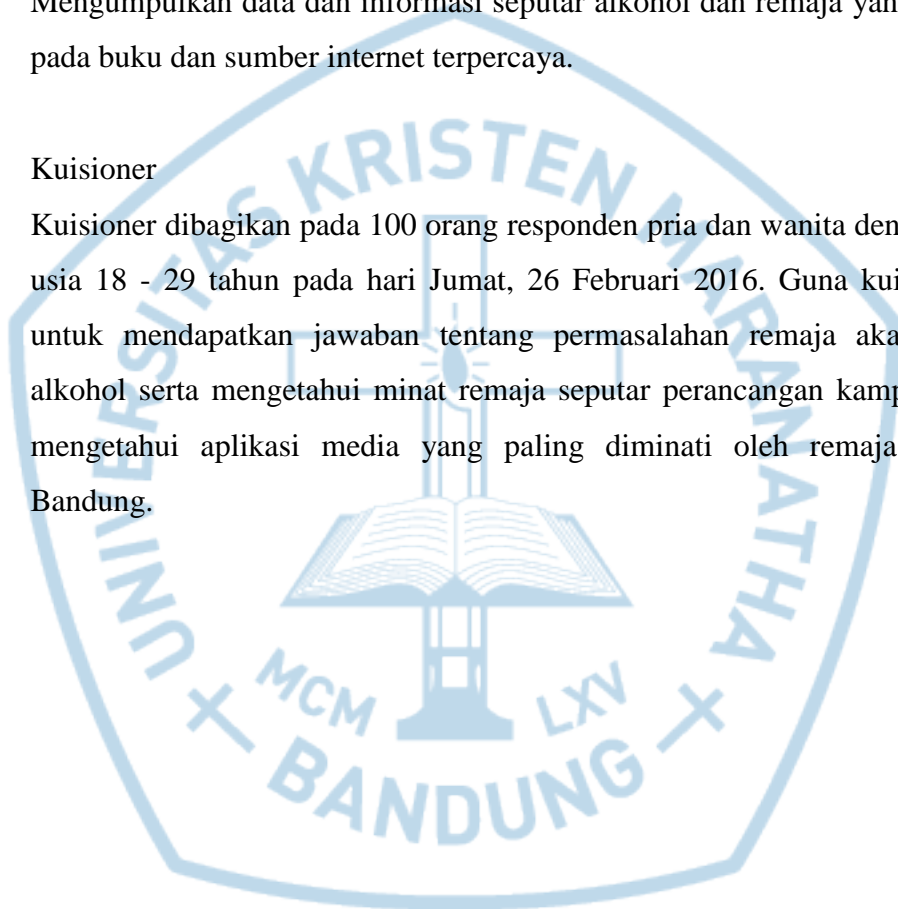 Mengumpulkan data dan informasi seputar alkohol dan remaja yan
pada buku dan sumber internet terpercaya.
Kuisioner
Kuisioner dibagikan pada 100 orang responden pria dan wanita den
usia 18 - 29 tahun pada hari Jumat, 26 Februari 2016. Guna kui
untuk mendapatkan jawaban tentang permasalahan remaja aka
alkohol serta mengetahui minat remaja seputar perancangan kamp
mengetahui aplikasi media yang paling diminati oleh remaja
Bandung.
UNIVERSITAS KRISTEN MARANATHA
MCM LXV
BANDUNG